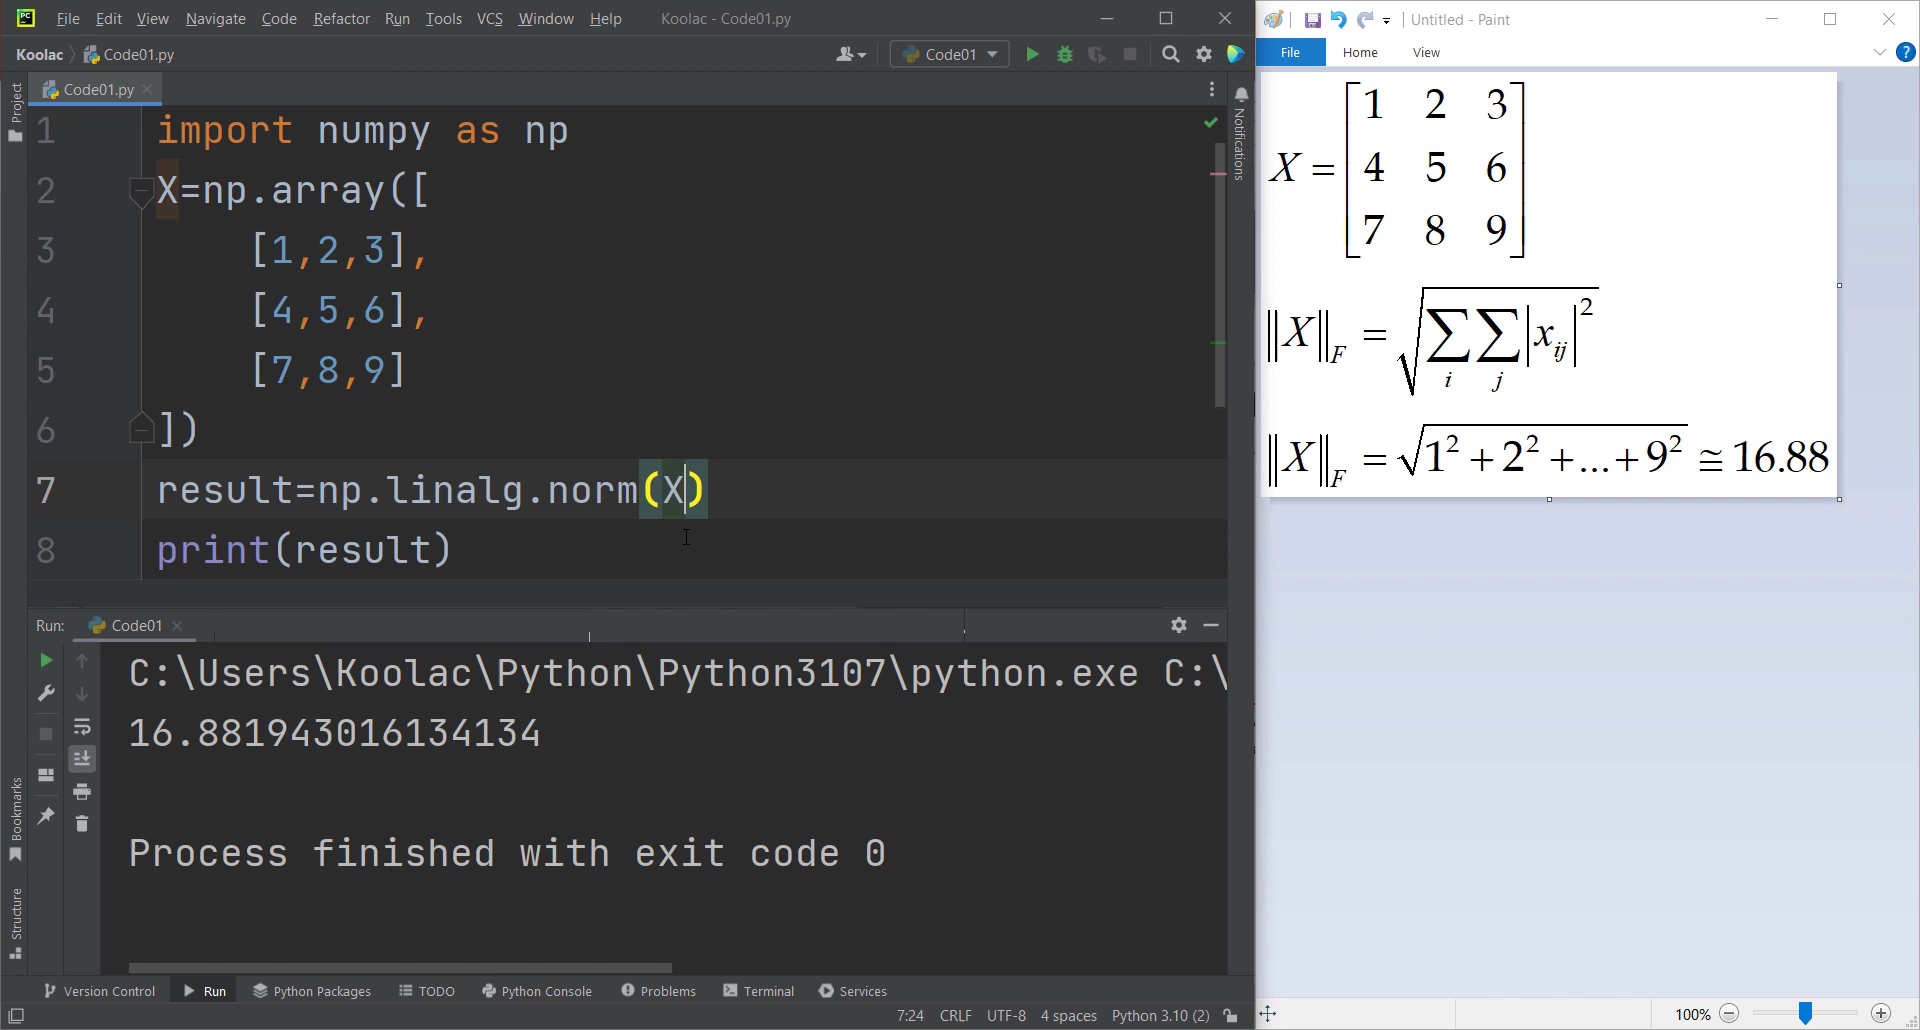 File Edit View Navigate Code Refactor Run Tools VCS Window Help Koolac - Code01.py
Koolac Code01.py Code01
Code01.py
Project
Notifications
1 import numpy as np
2 X=np.array([
3 [1,2,3],
4 [4,5,6],
5 [7,8,9]
6 ])
7 result=np.linalg.norm(X)
8 print(result)
Run: Code01
C:\Users\Koolac\Python\Python3107\python.exe C:\
16.881943016134134
Process finished with exit code 0
Bookmarks
Structure
Version Control Run Python Packages TODO Python Console Problems Terminal Services
7:24 CRLF UTF-8 4 spaces Python 3.10 (2)
Untitled - Paint
File Home View
X = [1 2 3
4 5 6
7 8 9]
‖X‖_F = √∑_i ∑_j |x_ij|²
‖X‖_F = √1² + 2² + ... + 9² ≅ 16.88
100%